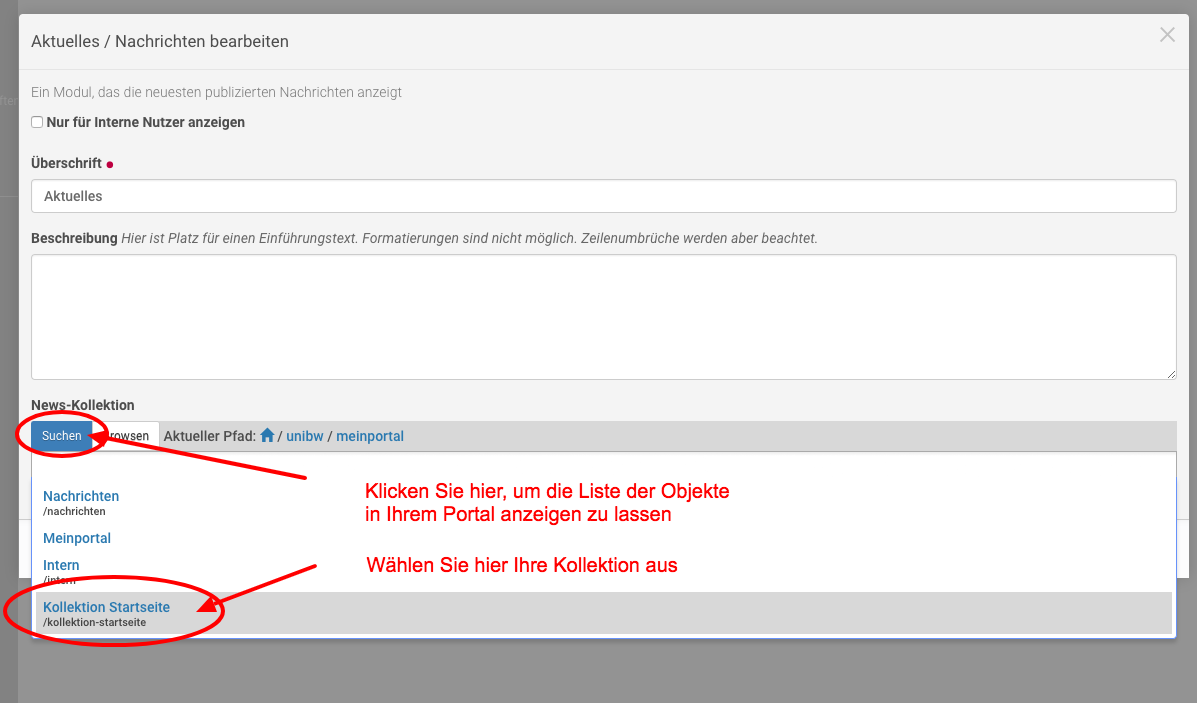 Aktuelles / Nachrichten bearbeiten
Ein Modul, das die neuesten publizierten Nachrichten anzeigt
Nur für Interne Nutzer anzeigen
Überschrift
Aktuelles
Beschreibung Hier ist Platz für einen Einführungstext. Formatierungen sind nicht möglich. Zeilenumbrüche werden aber beachtet.
News-Kollektion
Suchen rowsen Aktueller Pfad: / unibw / meinportal
Nachrichten
/nachrichten
Klicken Sie hier, um die Liste der Objekte
in Ihrem Portal anzeigen zu lassen
Meinportal
Intern
/intern
Wählen Sie hier Ihre Kollektion aus
Kollektion Startseite
/kollektion-startseite